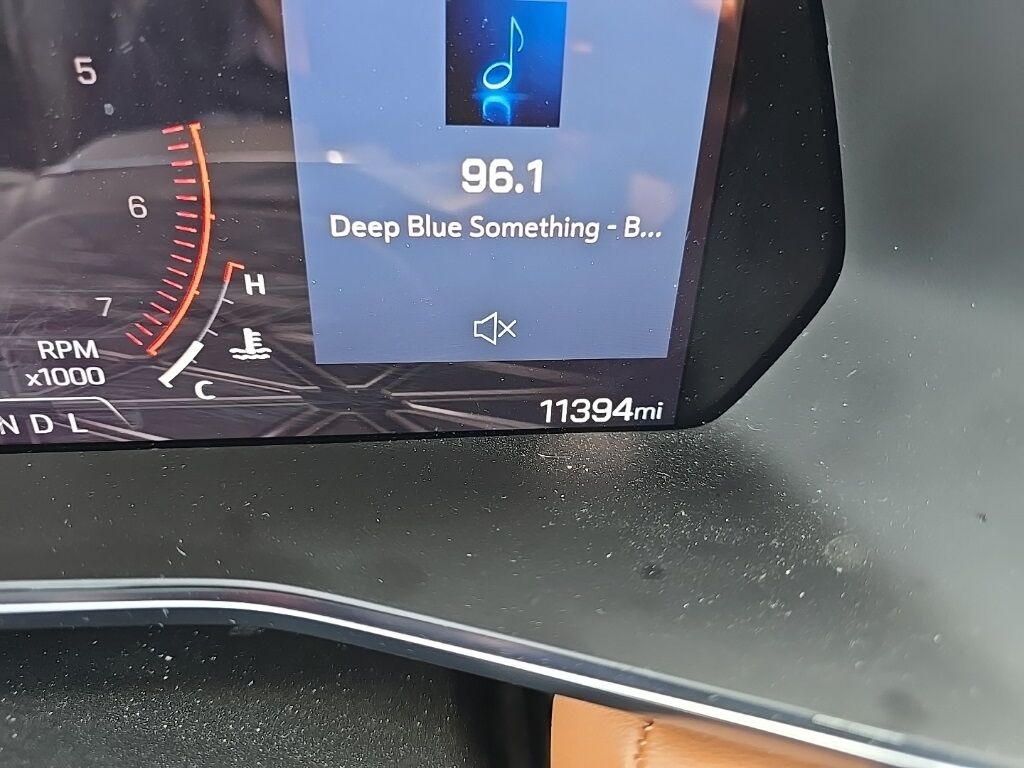 5
96.1
6
Deep Blue Something - B...
H
7
RPM
x1000
C
N D L
11394mi